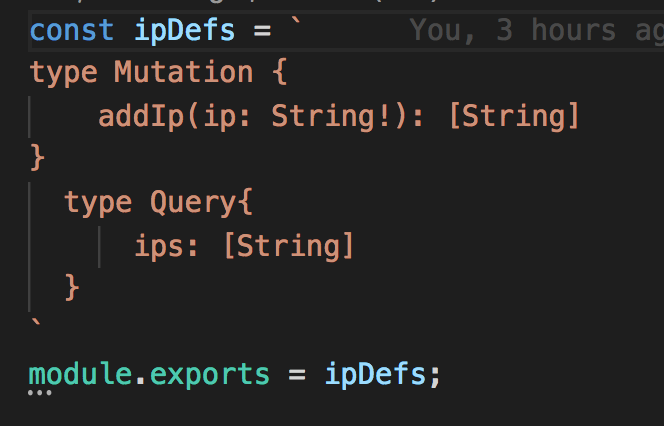 const ipDefs = ` You, 3 hours ag
type Mutation {
addIp(ip: String!): [String]
}
type Query{
ips: [String]
}
`
module.exports = ipDefs;